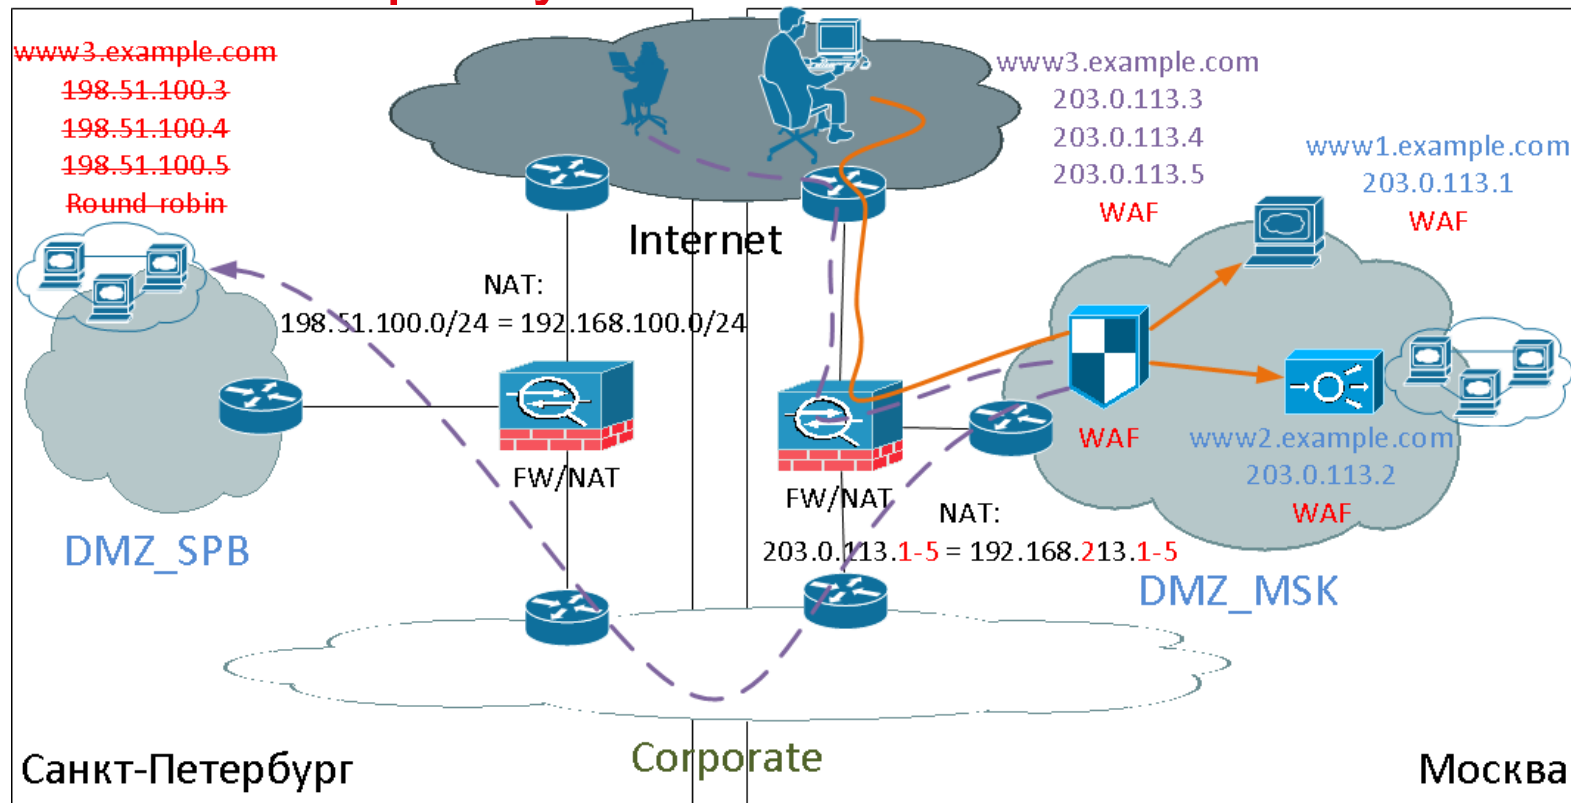 www3.example.com
198.51.100.3
198.51.100.4
198.51.100.5
Round-robin
www3.example.com
203.0.113.3
203.0.113.4
203.0.113.5
WAF
www1.example.com
203.0.113.1
WAF
Internet
NAT:
198.51.100.0/24 = 192.168.100.0/24
FW/NAT
FW/NAT
WAF
www2.example.com
203.0.113.2
WAF
NAT:
203.0.113.1-5 = 192.168.213.1-5
DMZ_SPB
DMZ_MSK
Corporate
Санкт-Петербург
Москва